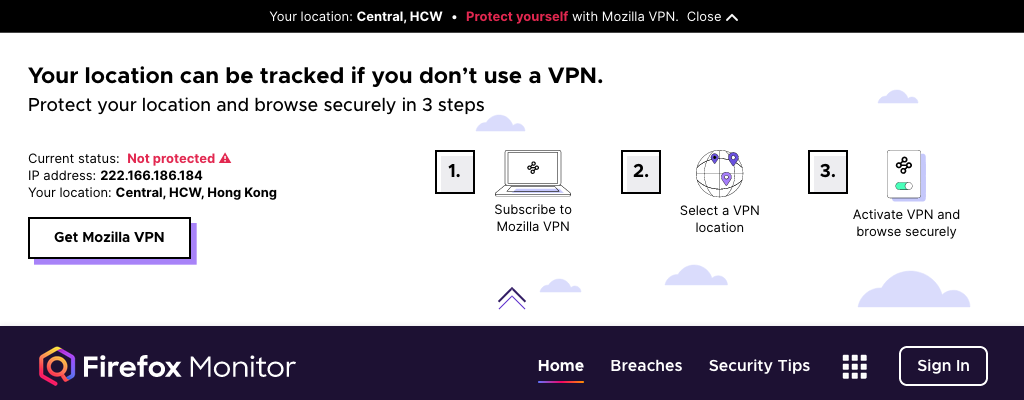 Your location: Central, HCW • Protect yourself with Mozilla VPN. Close
Your location can be tracked if you don’t use a VPN.
Protect your location and browse securely in 3 steps
Current status: Not protected
IP address: 222.166.186.184
Your location: Central, HCW, Hong Kong
Get Mozilla VPN
1.
Subscribe to
Mozilla VPN
2.
Select a VPN
location
3.
Activate VPN and
browse securely
Firefox Monitor
Home
Breaches
Security Tips
Sign In